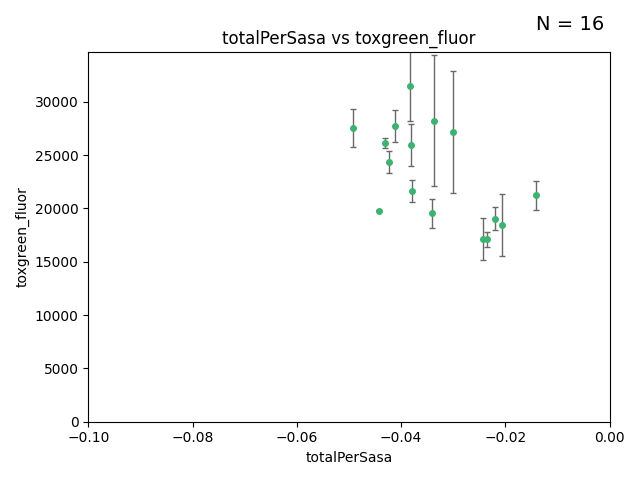 N = 16
totalPerSasa vs toxgreen_fluor
30000
25000
20000
15000
10000
5000
0
toxgreen_fluor
−0.10 −0.08 −0.06 −0.04 −0.02 0.00
totalPerSasa